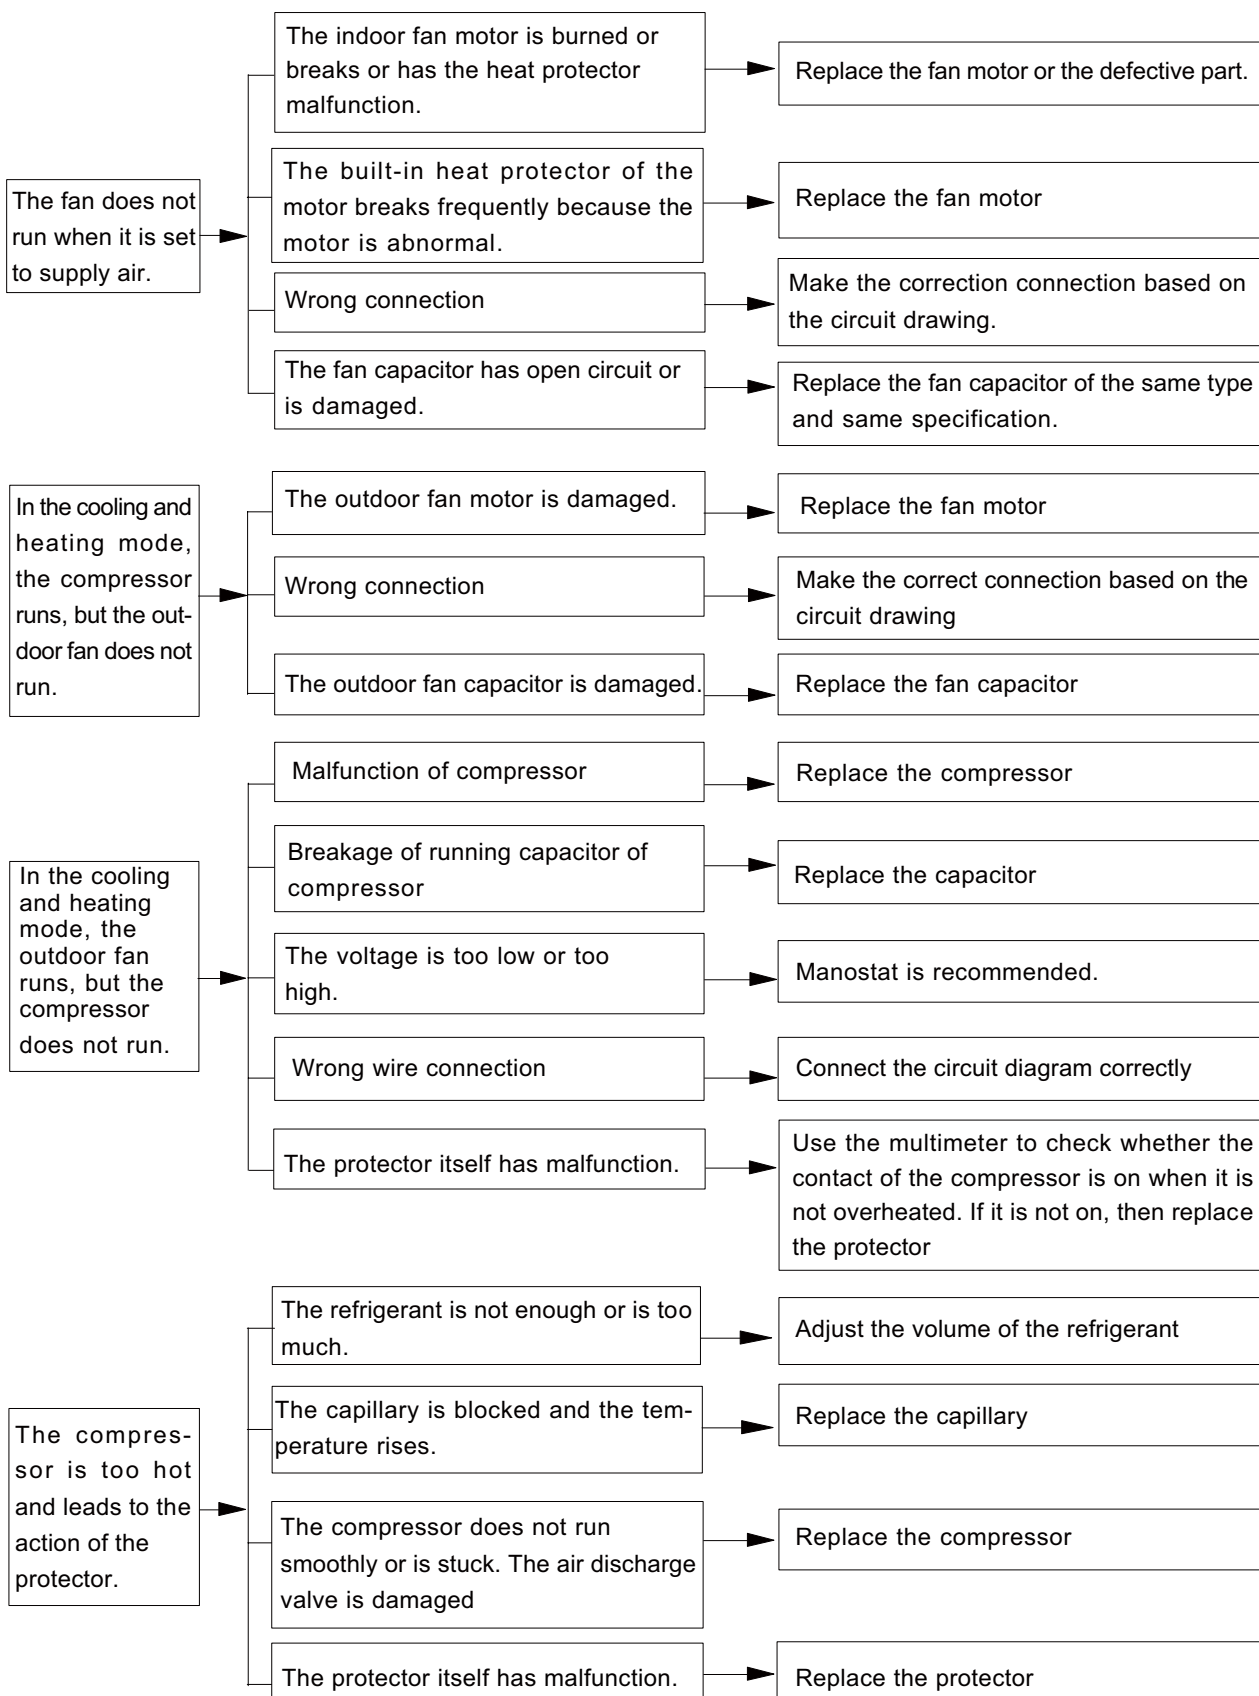 The fan does not
run when it is set
to supply air.
The indoor fan motor is burned or
breaks or has the heat protector
malfunction.
Replace the fan motor or the defective part.
The built-in heat protector of the
motor breaks frequently because the
motor is abnormal.
Replace the fan motor
Wrong connection
Make the correction connection based on
the circuit drawing.
The fan capacitor has open circuit or
is damaged.
Replace the fan capacitor of the same type
and same specification.
In the cooling and
heating mode,
the compressor
runs, but the out-
door fan does not
run.
The outdoor fan motor is damaged.
Replace the fan motor
Wrong connection
Make the correct connection based on the
circuit drawing
The outdoor fan capacitor is damaged.
Replace the fan capacitor
In the cooling
and heating
mode, the
outdoor fan
runs, but the
compressor
does not run.
Malfunction of compressor
Replace the compressor
Breakage of running capacitor of
compressor
Replace the capacitor
The voltage is too low or too
high.
Manostat is recommended.
Wrong wire connection
Connect the circuit diagram correctly
The protector itself has malfunction.
Use the multimeter to check whether the
contact of the compressor is on when it is
not overheated. If it is not on, then replace
the protector
The compres-
sor is too hot
and leads to the
action of the
protector.
The refrigerant is not enough or is too
much.
Adjust the volume of the refrigerant
The capillary is blocked and the tem-
perature rises.
Replace the capillary
The compressor does not run
smoothly or is stuck. The air discharge
valve is damaged
Replace the compressor
The protector itself has malfunction.
Replace the protector